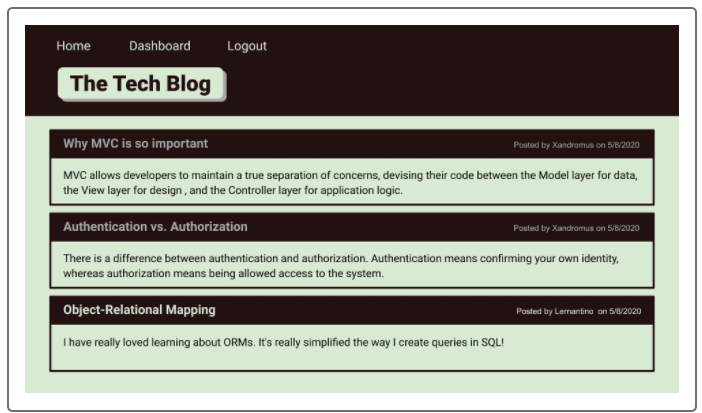 Home Dashboard Logout
The Tech Blog
Why MVC is so important Posted by Xandromus on 5/8/2020
MVC allows developers to maintain a true separation of concerns, devising their code between the Model layer for data,
the View layer for design , and the Controller layer for application logic.
Authentication vs. Authorization Posted by Xandromus on 5/8/2020
There is a difference between authentication and authorization. Authentication means confirming your own identity,
whereas authorization means being allowed access to the system.
Object-Relational Mapping Posted by Lernantino on 5/8/2020
I have really loved learning about ORMs. It's really simplified the way I create queries in SQL!